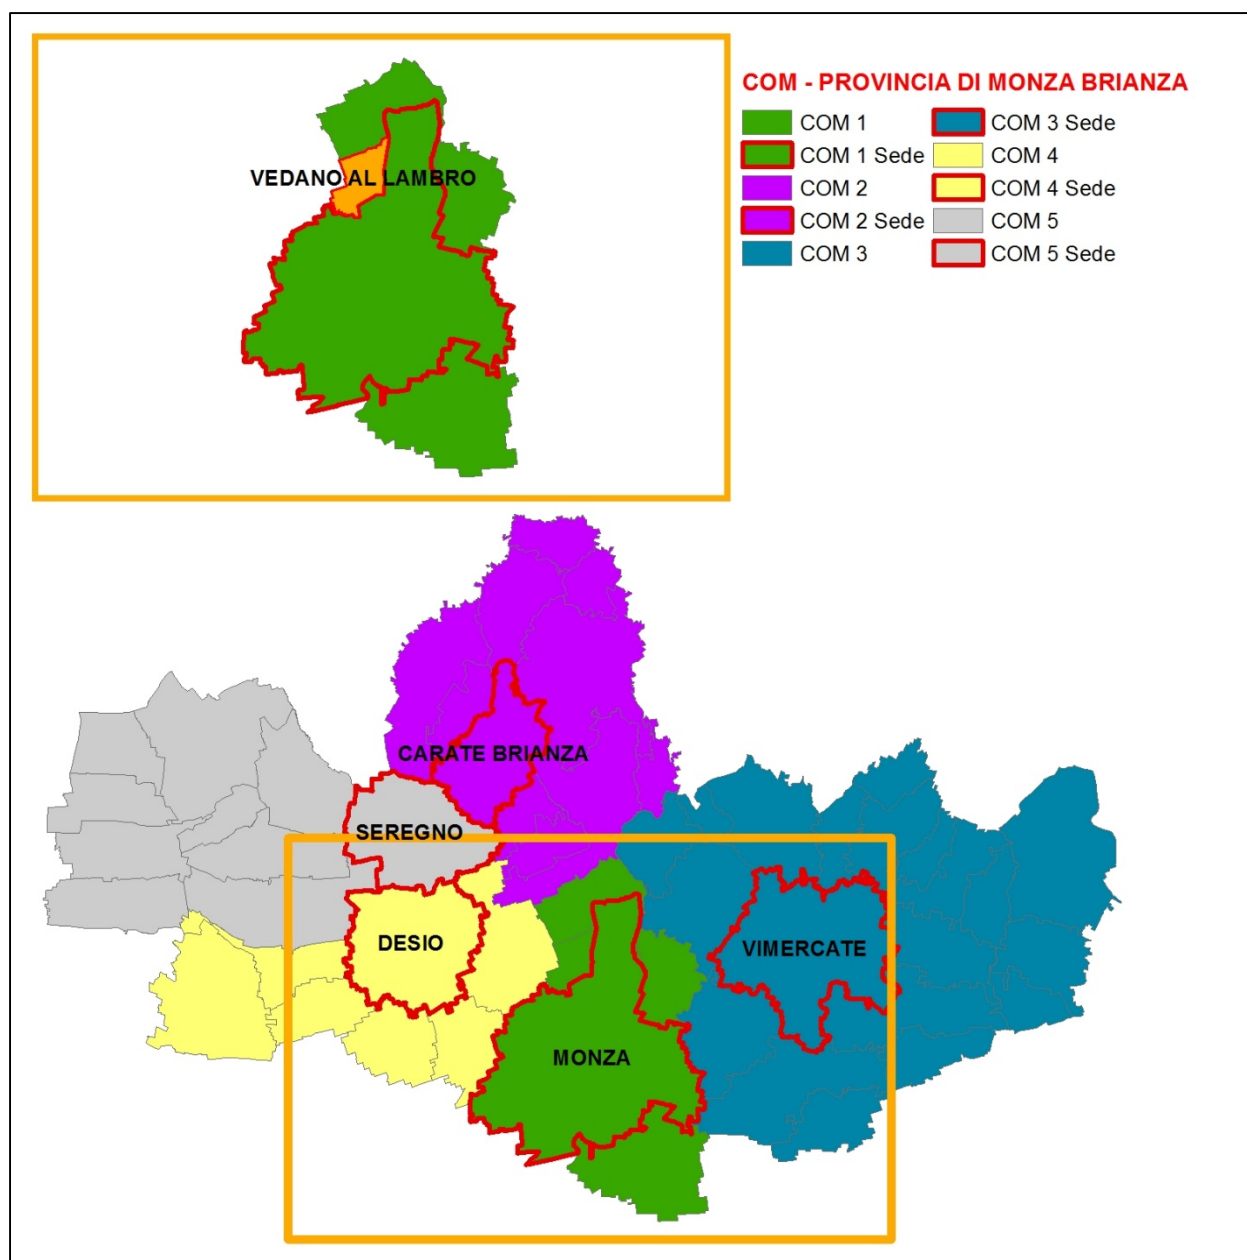 VEDANO AL LAMBRO
COM - PROVINCIA DI MONZA BRIANZA
COM 1
COM 1 Sede
COM 2
COM 2 Sede
COM 3
COM 3 Sede
COM 4
COM 4 Sede
COM 5
COM 5 Sede
CARATE BRIANZA
SEREGNO
DESIO
VIMERCATE
MONZA